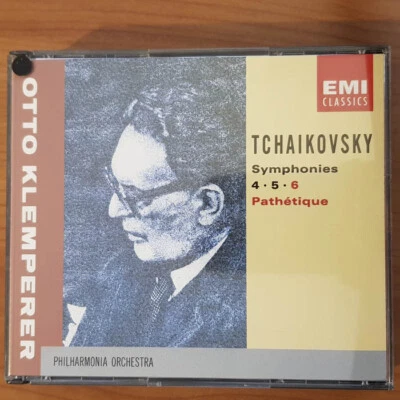 OTTO KLEMPERER
EMI
CLASSICS
TCHAIKOVSKY
Symphonies
4 · 5 · 6
Pathétique
PHILHARMONIA ORCHESTRA